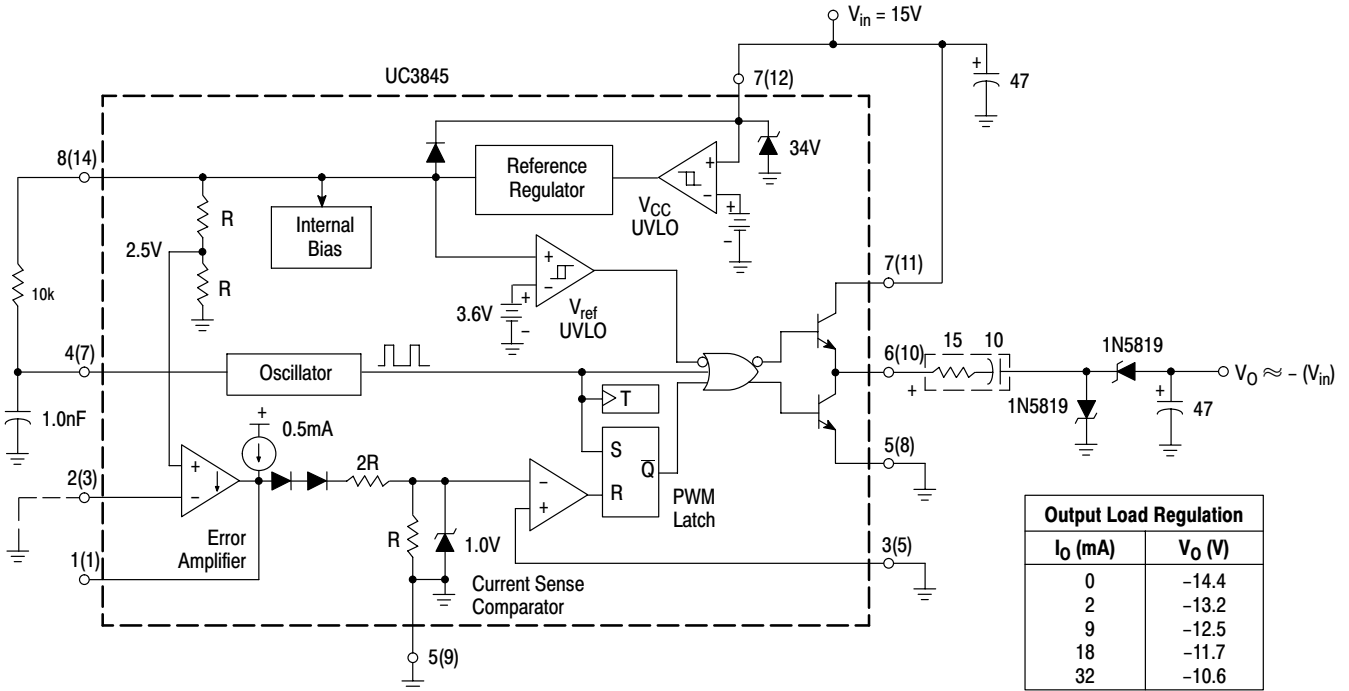 V_in = 15V
UC3845
7(12)
+
47
34V
8(14)
Reference
Regulator
+
−
V_CC
UVLO
+
−
R
Internal
Bias
2.5V
R
10k
+
−
3.6V
+
−
V_ref
UVLO
7(11)
4(7)
Oscillator
T
6(10)
15
10
+
1N5819
V_O ≈ − (V_in)
1N5819
+
47
1.0nF
+
0.5mA
2R
S
Q̅
R
PWM
Latch
5(8)
+
−
2(3)
Error
Amplifier
R
1.0V
−
+
Current Sense
Comparator
3(5)
1(1)
5(9)
Output Load Regulation
I_O (mA) V_O (V)
0 −14.4
2 −13.2
9 −12.5
18 −11.7
32 −10.6